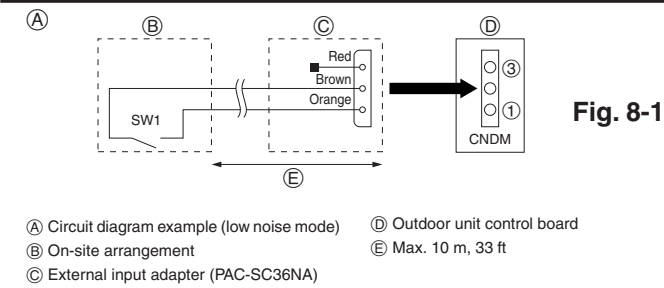 Ⓐ
Ⓑ Ⓒ Ⓓ
Red
Brown
Orange
SW1
③
①
CNDM
Ⓔ
Fig. 8-1
Ⓐ Circuit diagram example (low noise mode)
Ⓑ On-site arrangement
Ⓒ External input adapter (PAC-SC36NA)
Ⓓ Outdoor unit control board
Ⓔ Max. 10 m, 33 ft